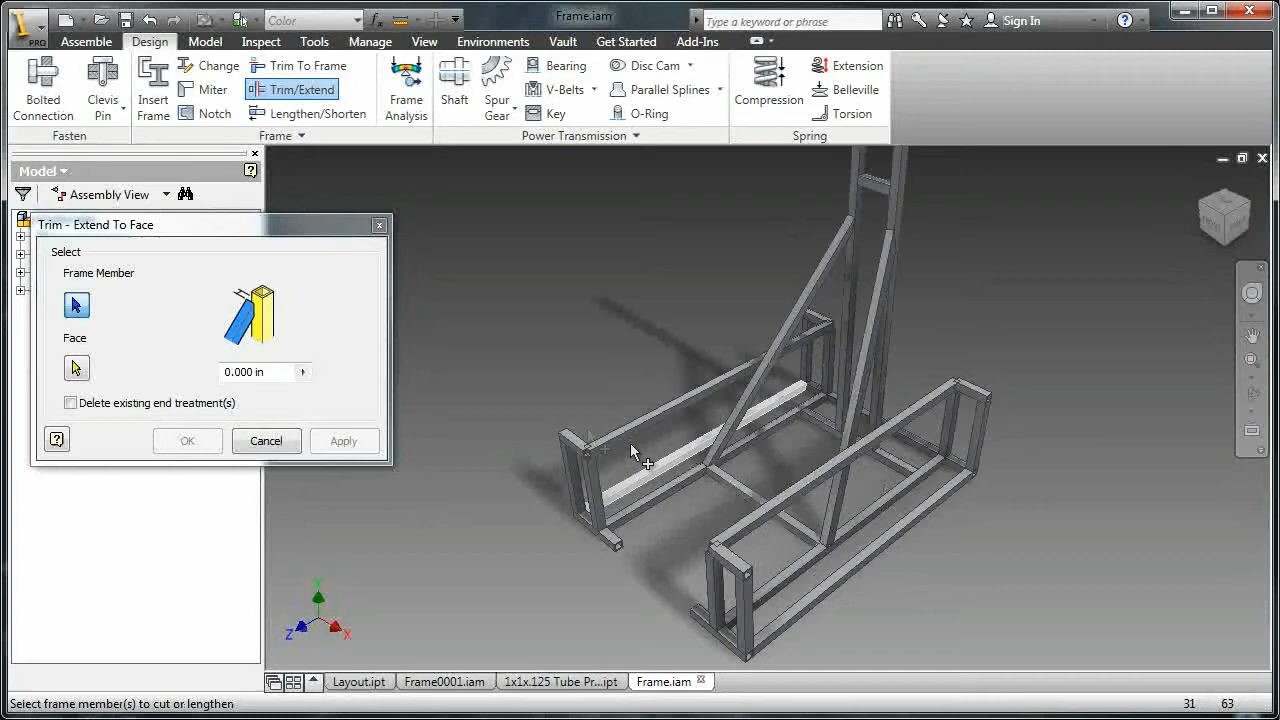 PRO
Color
Frame.iam
Type a keyword or phrase
Sign In
Assemble
Design
Model
Inspect
Tools
Manage
View
Environments
Vault
Get Started
Add-Ins
Bolted Connection
Clevis Pin
Fasten
Insert Frame
Change
Miter
Notch
Trim To Frame
Trim/Extend
Lengthen/Shorten
Frame
Frame Analysis
Shaft
Spur Gear
Bearing
V-Belts
Key
Disc Cam
Parallel Splines
O-Ring
Power Transmission
Compression
Extension
Belleville
Torsion
Spring
Model
Assembly View
Trim - Extend To Face
Select
Frame Member
Face
0.000 in
Delete existing end treatment(s)
OK
Cancel
Apply
Y
Z
X
Layout.ipt
Frame0001.iam
1x1x.125 Tube Pr...ipt
Frame.iam
Select frame member(s) to cut or lengthen
31
63